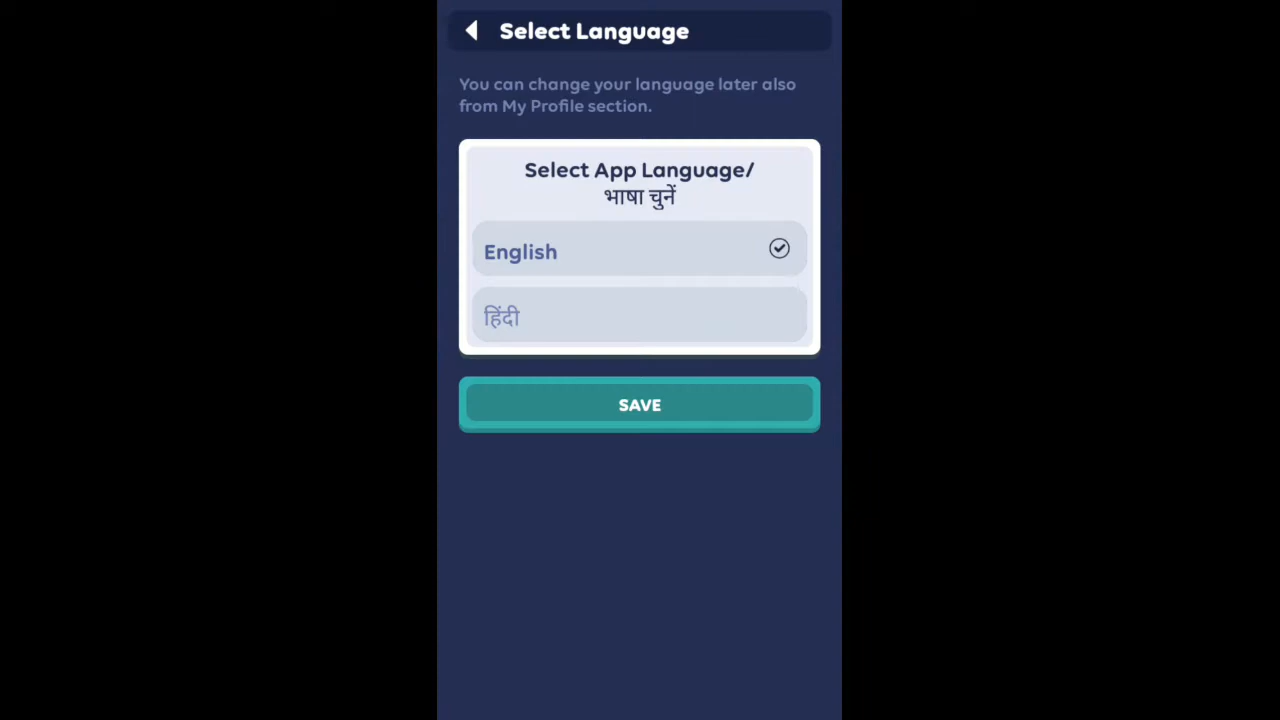 Select Language
You can change your language later also
from My Profile section.
Select App Language/
भाषा चुनें
English
हिंदी
SAVE